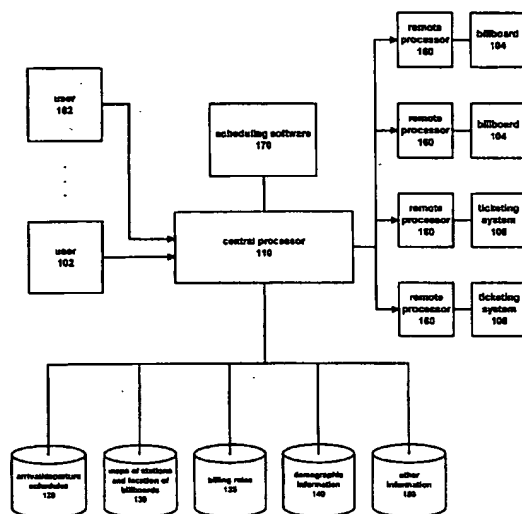 user
102
user
102
scheduling software
170
central processor
110
remote
processor
160
billboard
104
remote
processor
160
billboard
104
remote
processor
160
ticketing
system
106
remote
processor
160
ticketing
system
106
arrival/departure
schedules
120
maps of stations
and location of
billboards
130
billing rates
135
demographic
information
140
other
information
150